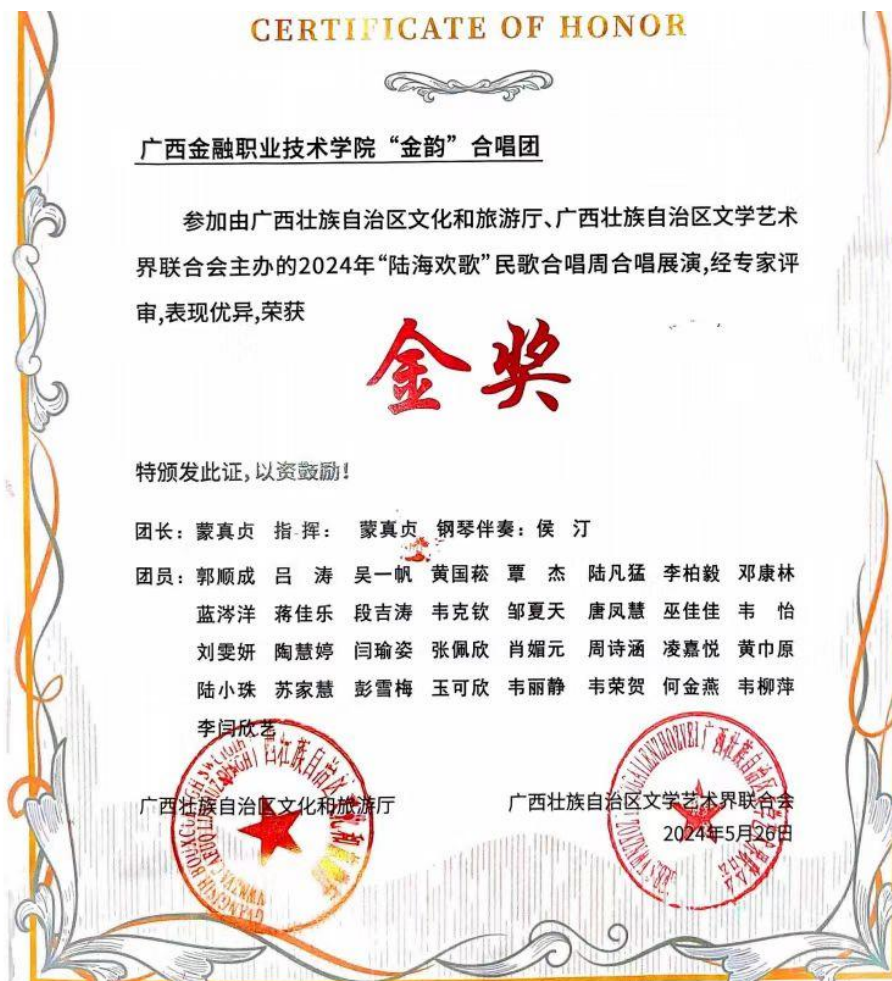 CERTIFICATE OF HONOR
广西金融职业技术学院“金韵”合唱团
参加由广西壮族自治区文化和旅游厅、广西壮族自治区文学艺术
界联合会主办的2024年“陆海欢歌”民歌合唱周合唱展演,经专家评
审,表现优异,荣获
金奖
特颁发此证,以资鼓励!
团长:蒙真贞 指 挥: 蒙真贞 钢琴伴奏:侯 汀
团员:郭顺成 吕 涛 吴一帆 黄国菘 覃 杰 陆凡猛 李柏毅 邓康林
蓝涔洋 蒋佳乐 段吉涛 韦克钦 邹夏天 唐凤慧 巫佳佳 韦 怡
刘雯妍 陶慧婷 闫瑜姿 张佩欣 肖媚元 周诗涵 凌嘉悦 黄巾原
陆小珠 苏家慧 彭雪梅 玉可欣 韦丽静 韦荣贺 何金燕 韦柳萍
李闫欣艺
广西壮族自治区文化和旅游厅 广西壮族自治区文学艺术界联合会
2024年5月26日